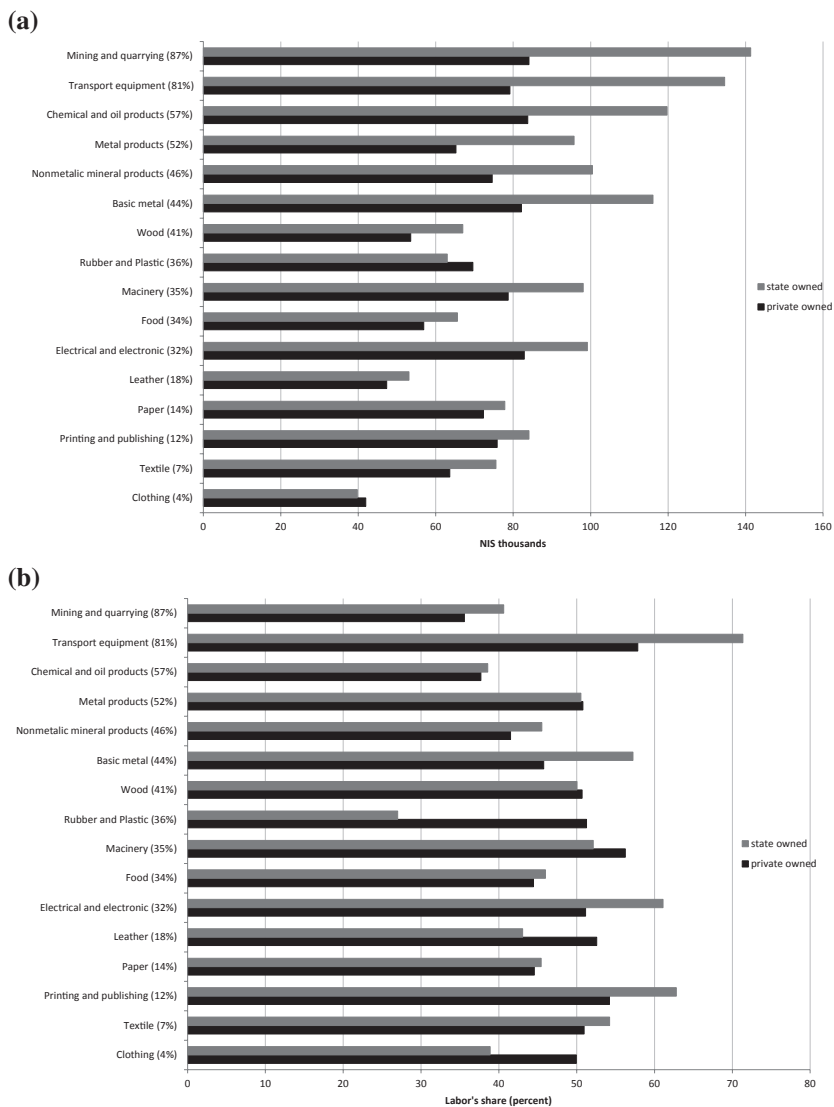 (a)
Mining and quarrying (87%)
Transport equipment (81%)
Chemical and oil products (57%)
Metal products (52%)
Nonmetalic mineral products (46%)
Basic metal (44%)
Wood (41%)
Rubber and Plastic (36%)
Macinery (35%)
Food (34%)
Electrical and electronic (32%)
Leather (18%)
Paper (14%)
Printing and publishing (12%)
Textile (7%)
Clothing (4%)
state owned
private owned
0 20 40 60 80 100 120 140 160
NIS thousands
(b)
Mining and quarrying (87%)
Transport equipment (81%)
Chemical and oil products (57%)
Metal products (52%)
Nonmetalic mineral products (46%)
Basic metal (44%)
Wood (41%)
Rubber and Plastic (36%)
Macinery (35%)
Food (34%)
Electrical and electronic (32%)
Leather (18%)
Paper (14%)
Printing and publishing (12%)
Textile (7%)
Clothing (4%)
state owned
private owned
0 10 20 30 40 50 60 70 80
Labor's share (percent)